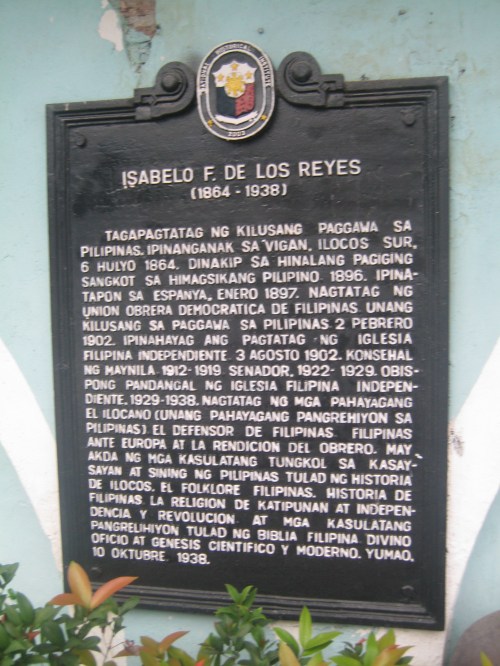 NATIONAL HISTORICAL INSTITUTE
2002
ISABELO F. DE LOS REYES
(1864 - 1938)
TAGAPAGTATAG NG KILUSANG PAGGAWA SA
PILIPINAS. IPINANGANAK SA VIGAN, ILOCOS SUR,
6 HULYO 1864. DINAKIP SA HINALANG PAGIGING
SANGKOT SA HIMAGSIKANG PILIPINO 1896. IPINA-
TAPON SA ESPANYA, ENERO 1897. NAGTATAG NG
UNION OBRERA DEMOCRATICA DE FILIPINAS UNANG
KILUSANG SA PAGGAWA SA PILIPINAS 2 PEBRERO
1902. IPINAHAYAG ANG PAGTATAG NG IGLESIA
FILIPINA INDEPENDIENTE 3 AGOSTO 1902. KONSEHAL
NG MAYNILA 1912-1919 SENADOR, 1922-1929. OBIS-
PONG PANDANGAL NG IGLESIA FILIPINA INDEPEN-
DIENTE, 1929-1938. NAGTATAG NG MGA PAHAYAGANG
EL ILOCANO (UNANG PAHAYAGANG PANGREHIYON SA
PILIPINAS) EL DEFENSOR DE FILIPINAS. FILIPINAS
ANTE EUROPA AT LA RENDICION DEL OBRERO. MAY
AKDA NG MGA KASULATANG TUNGKOL SA KASAY-
SAYAN AT SINING NG PILIPINAS TULAD NG HISTORIA
DE ILOCOS, EL FOLKLORE FILIPINAS. HISTORIA DE
FILIPINAS. LA RELIGION DE KATIPUNAN AT INDEPEN-
DENCIA Y REVOLUCION AT MGA KASULATANG
PANGRELIHIYON TULAD NG BIBLIA FILIPINA DIVINO
OFICIO AT GENESIS CIENTIFICO Y MODERNO. YUMAO,
10 OKTUBRE 1938.